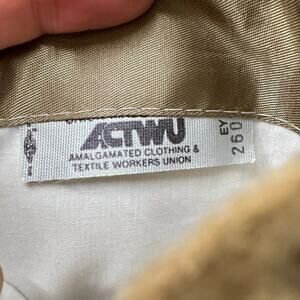 ACTWU
AMALGAMATED CLOTHING &
TEXTILE WORKERS UNION
EY
260